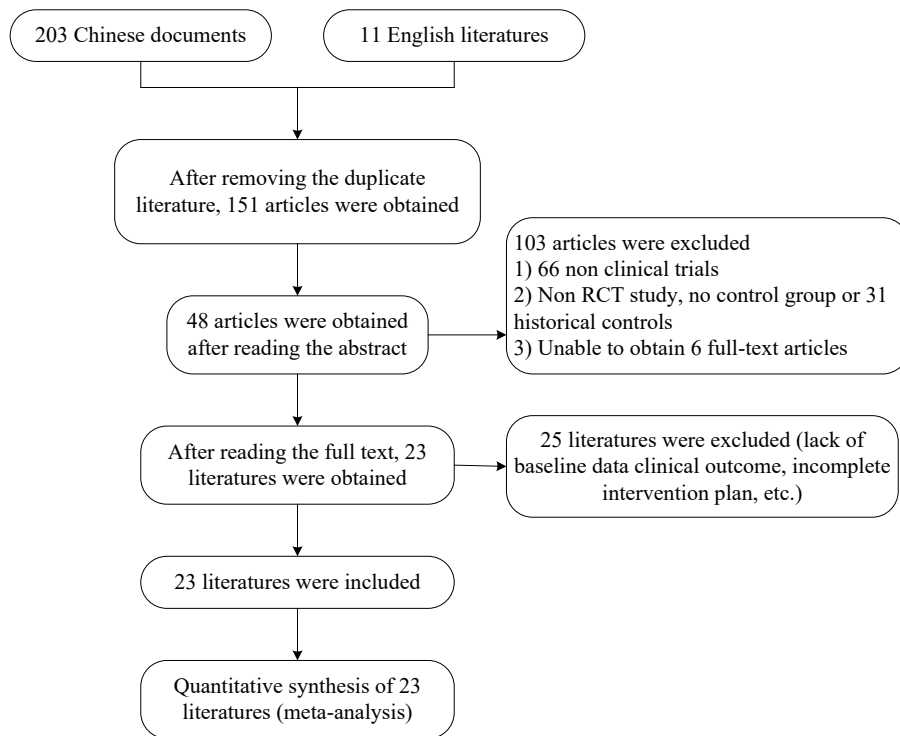 203 Chinese documents
11 English literatures
After removing the duplicate
literature, 151 articles were obtained
103 articles were excluded
1) 66 non clinical trials
2) Non RCT study, no control group or 31
historical controls
3) Unable to obtain 6 full-text articles
48 articles were obtained
after reading the abstract
After reading the full text, 23
literatures were obtained
25 literatures were excluded (lack of
baseline data clinical outcome, incomplete
intervention plan, etc.)
23 literatures were included
Quantitative synthesis of 23
literatures (meta-analysis)